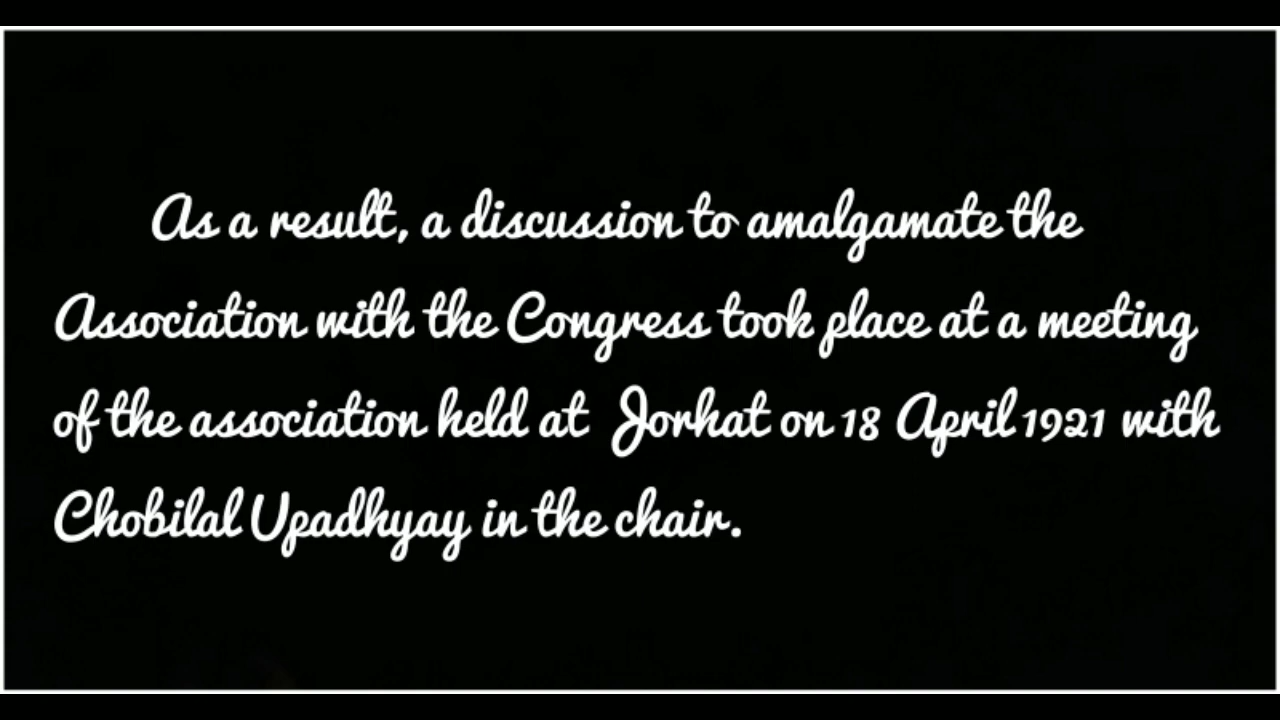 As a result, a discussion to amalgamate the
Association with the Congress took place at a meeting
of the association held at Jorhat on 18 April 1921 with
Chobilal Upadhyay in the chair.